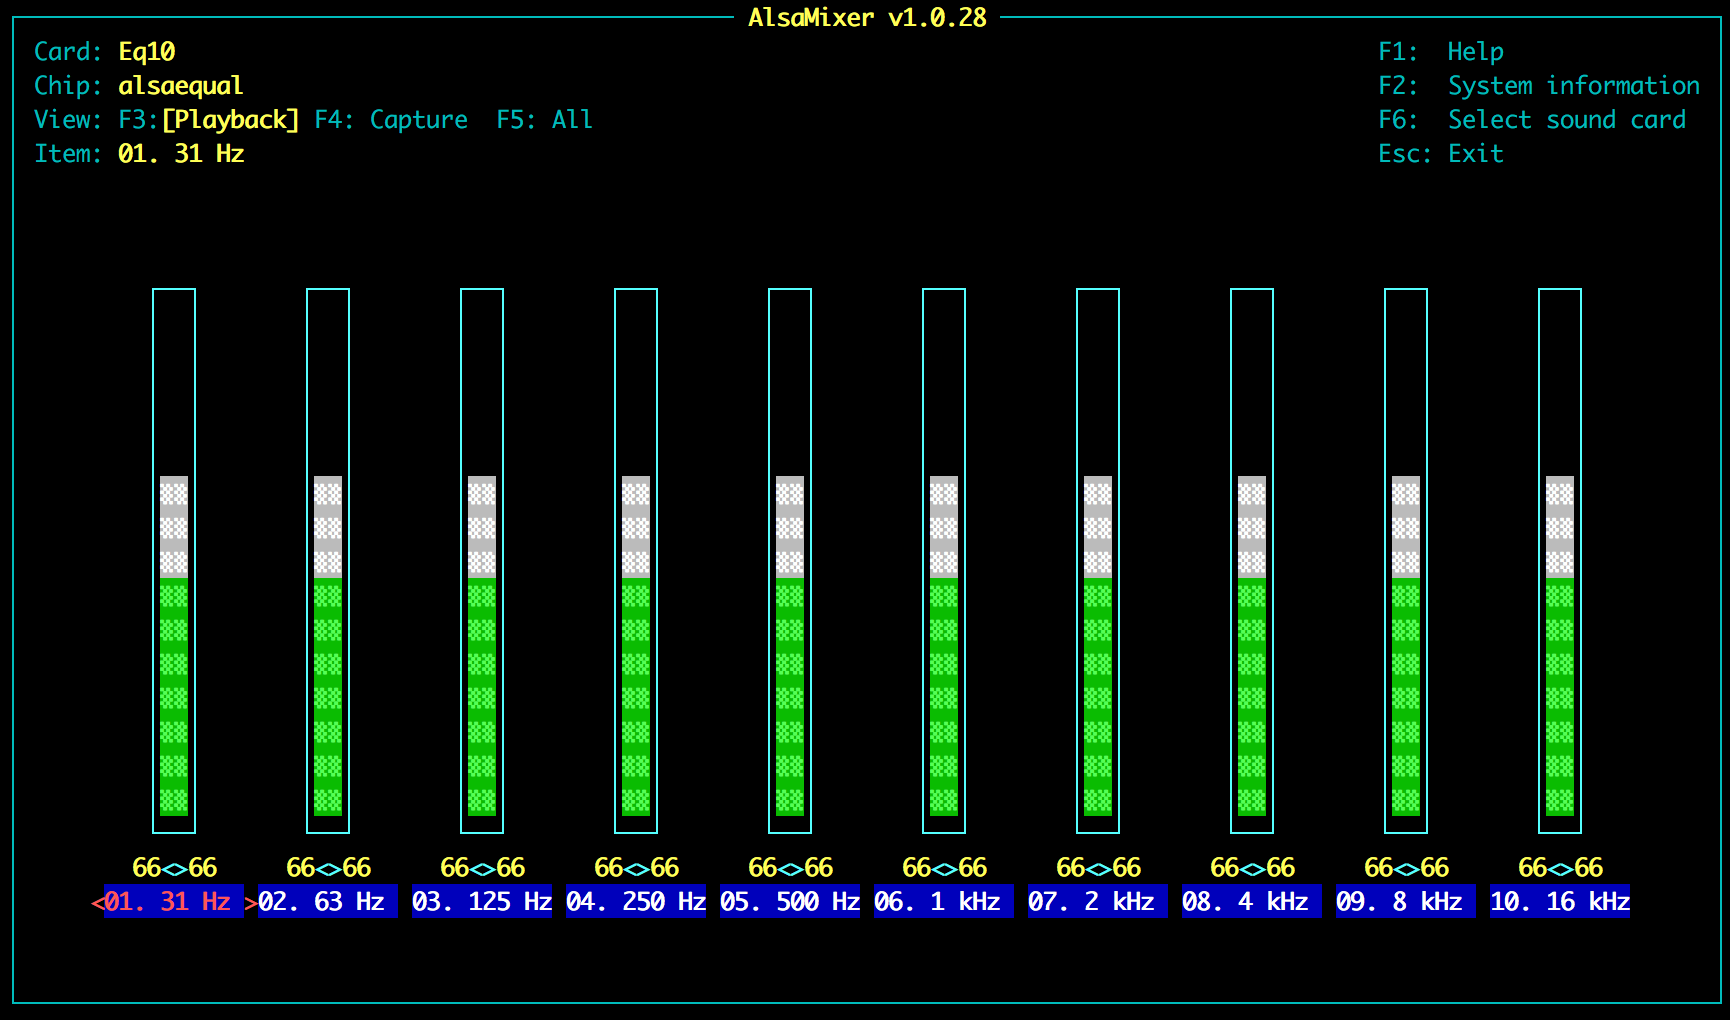 AlsaMixer v1.0.28
Card: Eq10 F1: Help
Chip: alsaequal F2: System information
View: F3:[Playback] F4: Capture F5: All F6: Select sound card
Item: 01. 31 Hz Esc: Exit
66<>66 66<>66 66<>66 66<>66 66<>66 66<>66 66<>66 66<>66 66<>66 66<>66
<01. 31 Hz >02. 63 Hz 03. 125 Hz 04. 250 Hz 05. 500 Hz 06. 1 kHz 07. 2 kHz 08. 4 kHz 09. 8 kHz 10. 16 kHz